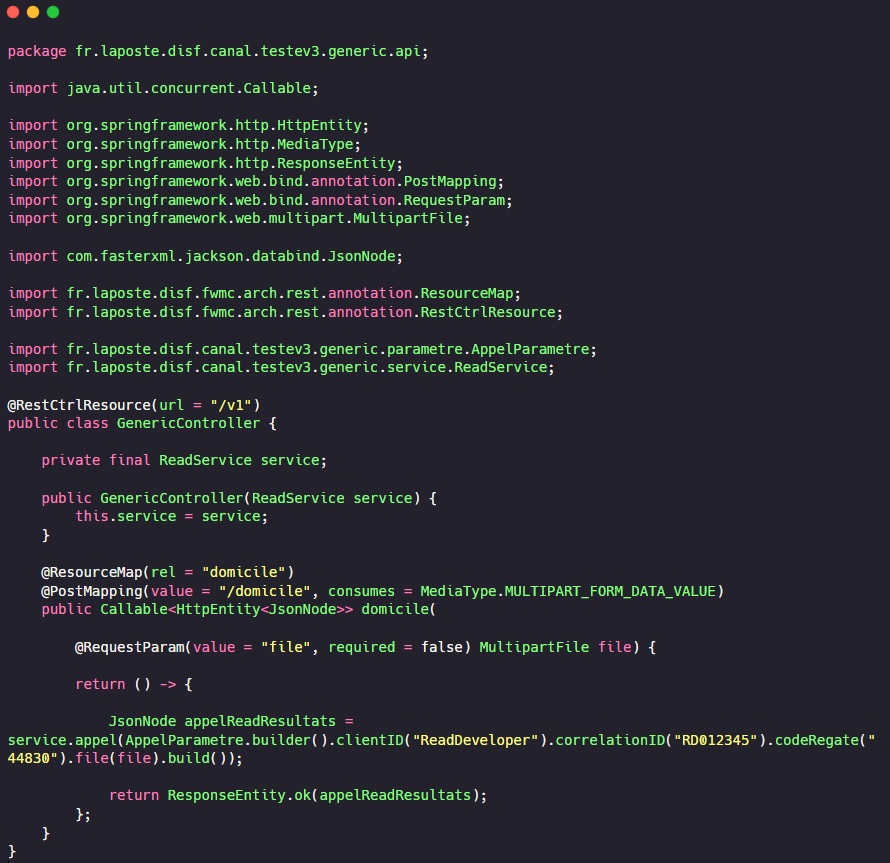 package fr.laposte.disf.canal.testev3.generic.api;
import java.util.concurrent.Callable;
import org.springframework.http.HttpEntity;
import org.springframework.http.MediaType;
import org.springframework.http.ResponseEntity;
import org.springframework.web.bind.annotation.PostMapping;
import org.springframework.web.bind.annotation.RequestParam;
import org.springframework.web.multipart.MultipartFile;
import com.fasterxml.jackson.databind.JsonNode;
import fr.laposte.disf.fwmc.arch.rest.annotation.ResourceMap;
import fr.laposte.disf.fwmc.arch.rest.annotation.RestCtrlResource;
import fr.laposte.disf.canal.testev3.generic.parametre.AppelParametre;
import fr.laposte.disf.canal.testev3.generic.service.ReadService;
@RestCtrlResource(url = "/v1")
public class GenericController {
    private final ReadService service;
    public GenericController(ReadService service) {
        this.service = service;
    }
    @ResourceMap(rel = "domicile")
    @PostMapping(value = "/domicile", consumes = MediaType.MULTIPART_FORM_DATA_VALUE)
    public Callable<HttpEntity<JsonNode>> domicile(
        @RequestParam(value = "file", required = false) MultipartFile file) {
        return () -> {
            JsonNode appelReadResultats =
service.appel(AppelParametre.builder().clientID("ReadDeveloper").correlationID("RD012345").codeRegate("
44830").file(file).build());
            return ResponseEntity.ok(appelReadResultats);
        };
    }
}